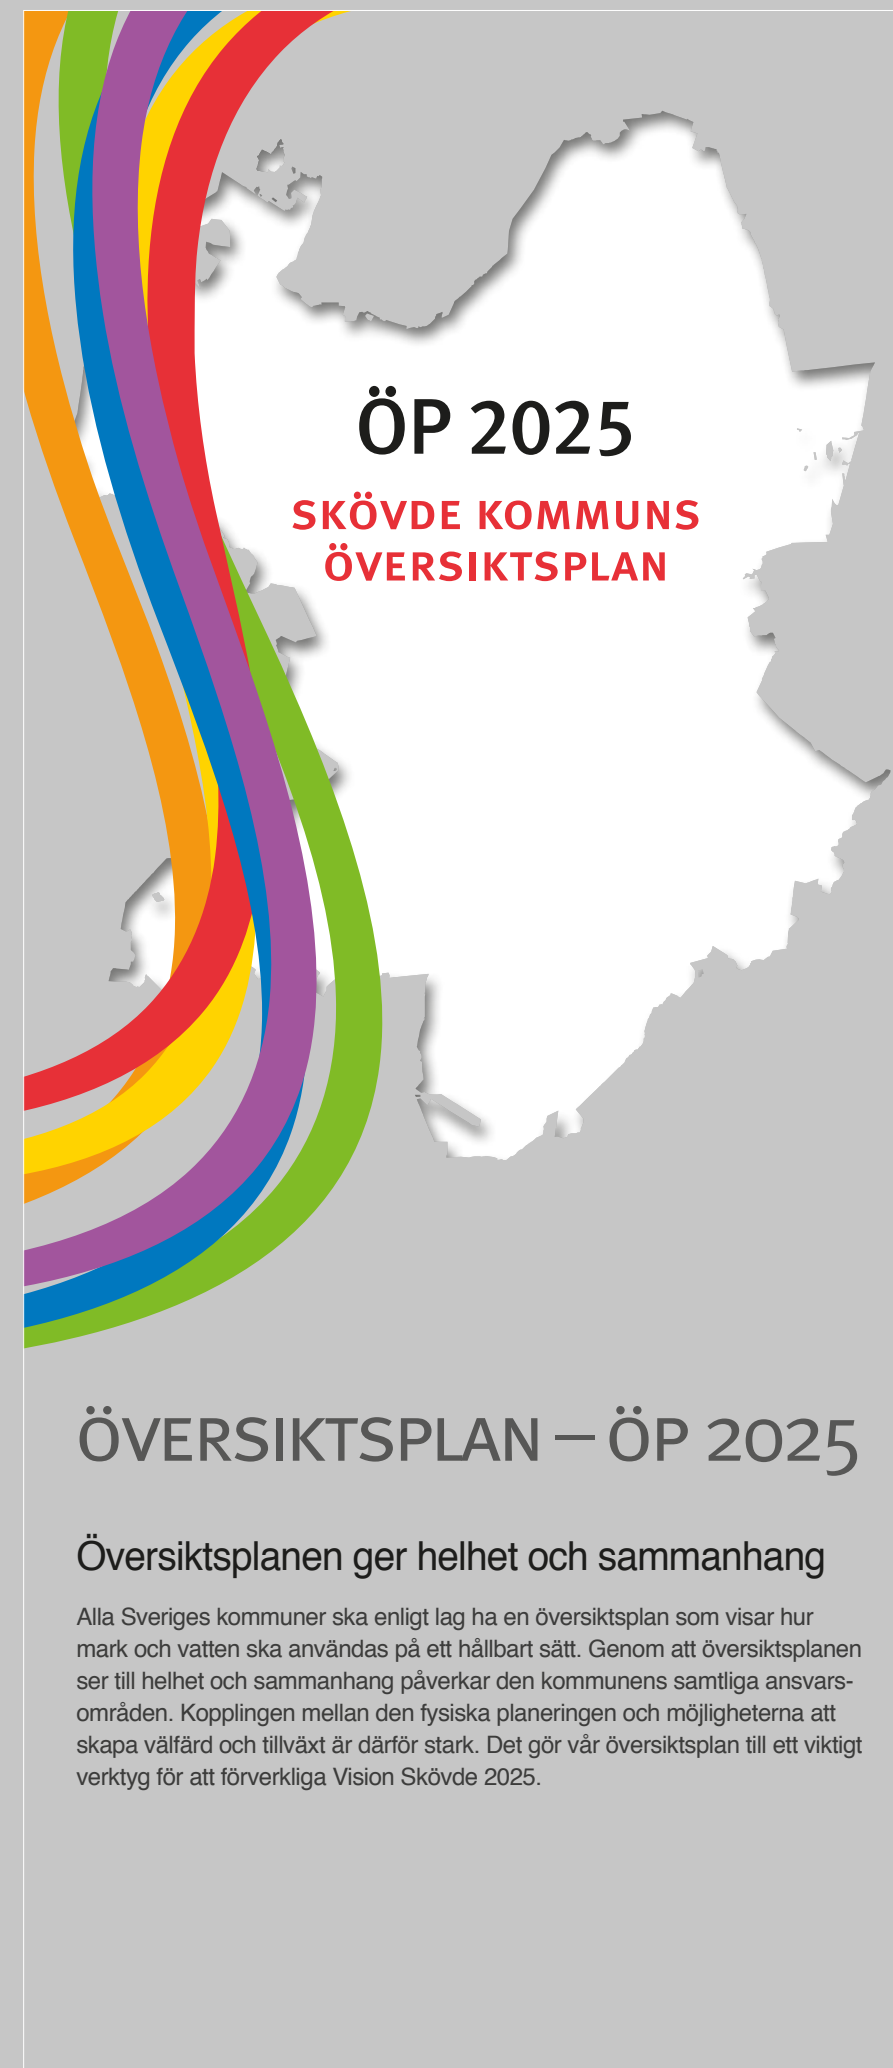 ÖP 2025
SKÖVDE KOMMUNS
ÖVERSIKTSPLAN
ÖVERSIKTSPLAN – ÖP 2025
Översiktsplanen ger helhet och sammanhang
Alla Sveriges kommuner ska enligt lag ha en översiktsplan som visar hur
mark och vatten ska användas på ett hållbart sätt. Genom att översiktsplanen
ser till helhet och sammanhang påverkar den kommunens samtliga ansvars-
områden. Kopplingen mellan den fysiska planeringen och möjligheterna att
skapa välfärd och tillväxt är därför stark. Det gör vår översiktsplan till ett viktigt
verktyg för att förverkliga Vision Skövde 2025.